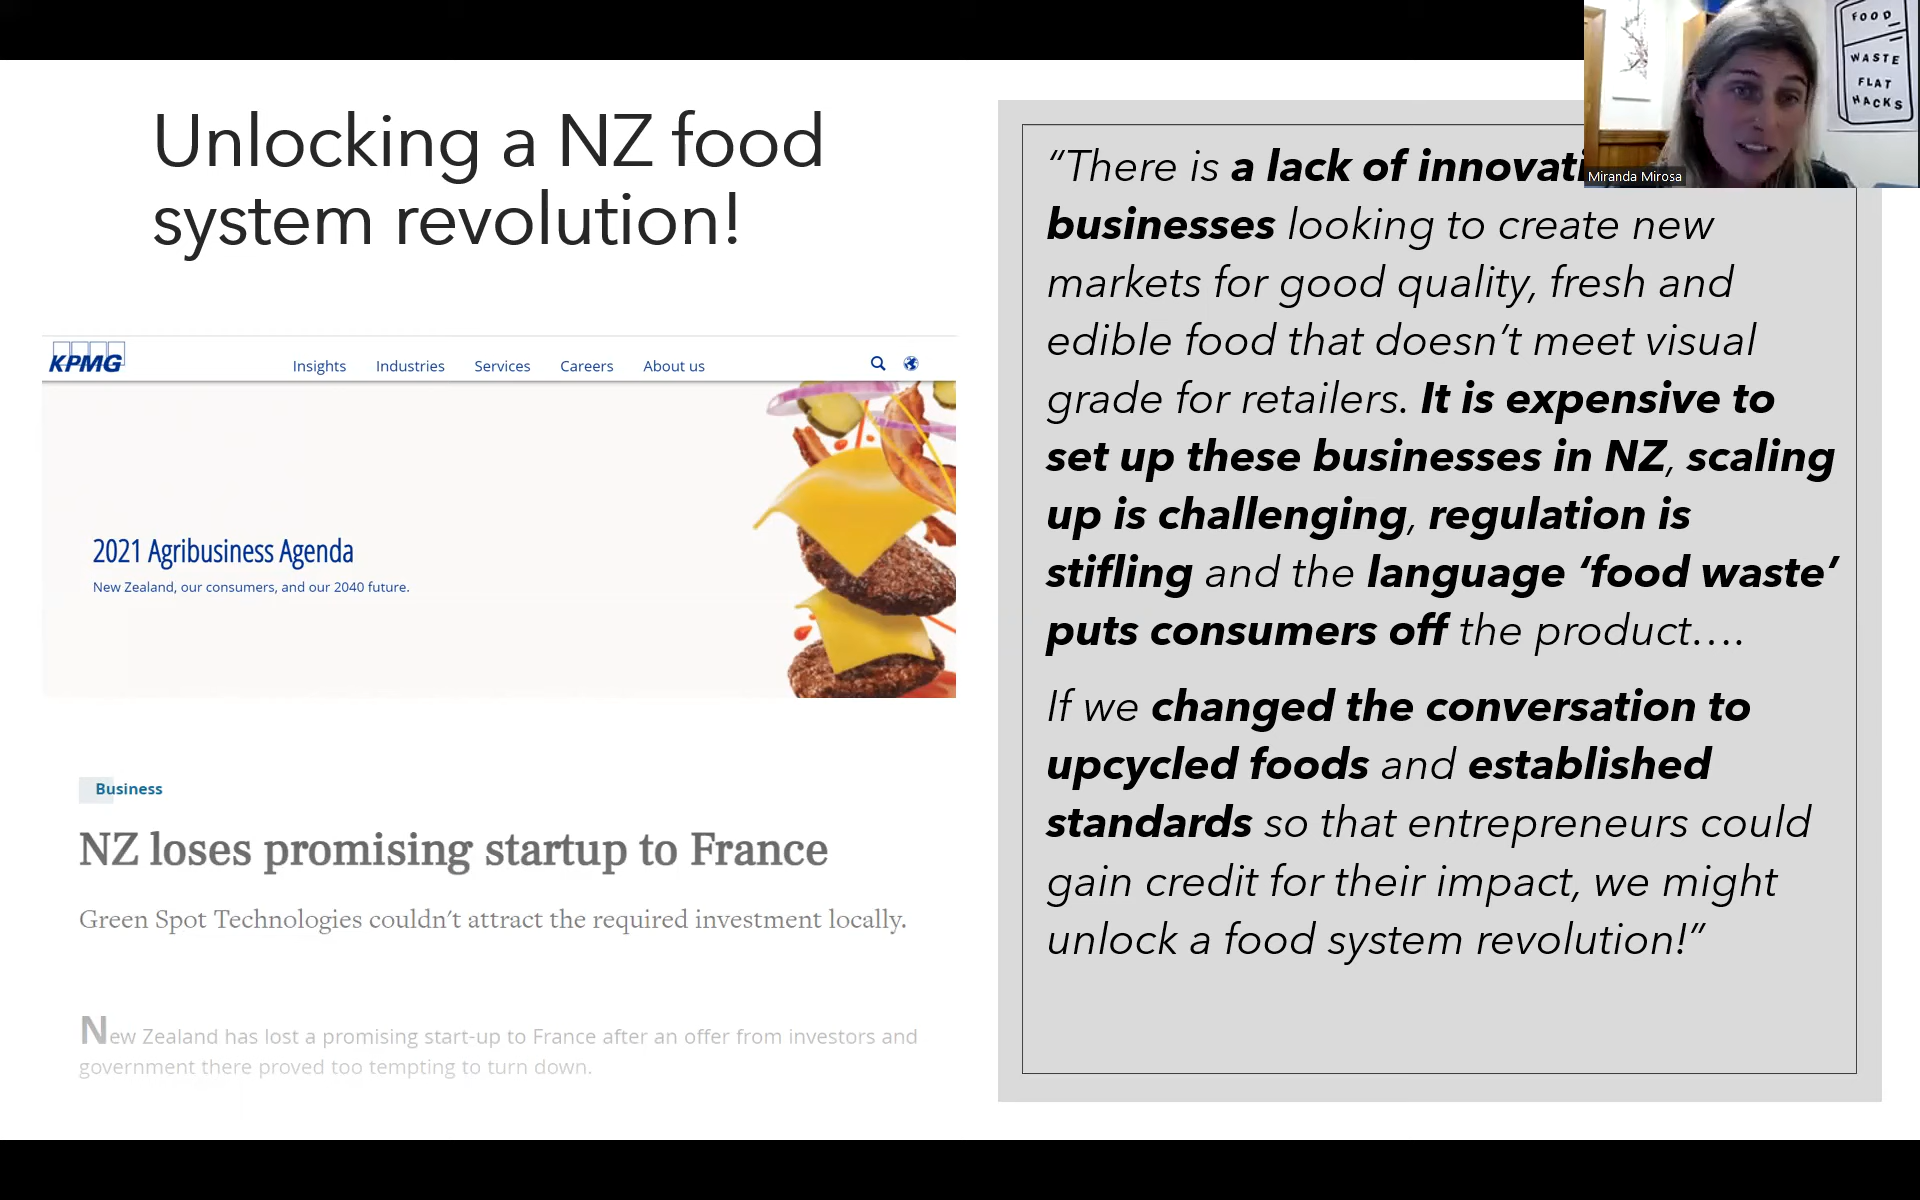 Unlocking a NZ food
system revolution!
KPMG
Insights Industries Services Careers About us
2021 Agribusiness Agenda
New Zealand, our consumers, and our 2040 future.
Business
NZ loses promising startup to France
Green Spot Technologies couldn't attract the required investment locally.
New Zealand has lost a promising start-up to France after an offer from investors and
government there proved too tempting to turn down.
“There is a lack of innovati
businesses looking to create new
markets for good quality, fresh and
edible food that doesn’t meet visual
grade for retailers. It is expensive to
set up these businesses in NZ, scaling
up is challenging, regulation is
stifling and the language ‘food waste’
puts consumers off the product….
If we changed the conversation to
upcycled foods and established
standards so that entrepreneurs could
gain credit for their impact, we might
unlock a food system revolution!”
FOOD
WASTE
FLAT
HACKS
Miranda Mirosa